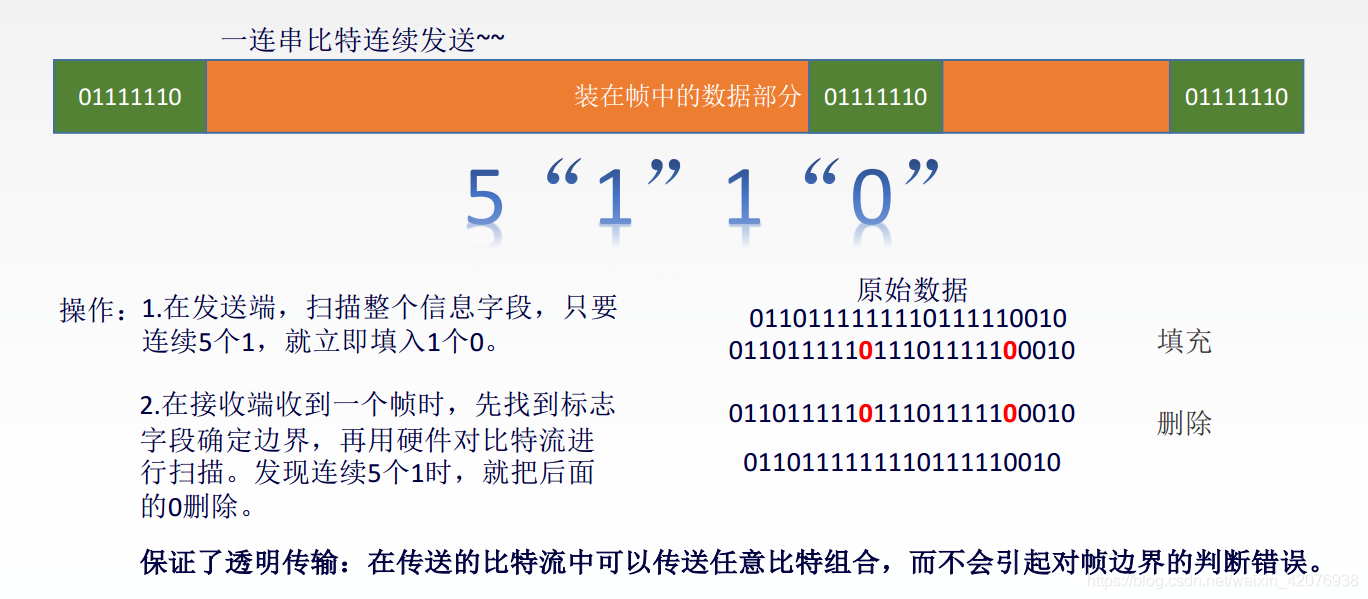 一连串比特连续发送~~
01111110 装在帧中的数据部分 01111110 01111110
5“1”1“0”
操作：1.在发送端，扫描整个信息字段，只要
连续5个1，就立即填入1个0。
2.在接收端收到一个帧时，先找到标志
字段确定边界，再用硬件对比特流进
行扫描。发现连续5个1时，就把后面
的0删除。
原始数据
0110111111110111110010
011011111011101111100010 填充
011011111011101111100010 删除
0110111111110111110010
保证了透明传输：在传送的比特流中可以传送任意比特组合，而不会引起对帧边界的判断错误。
https://blog.csdn.net/weixin_42076938